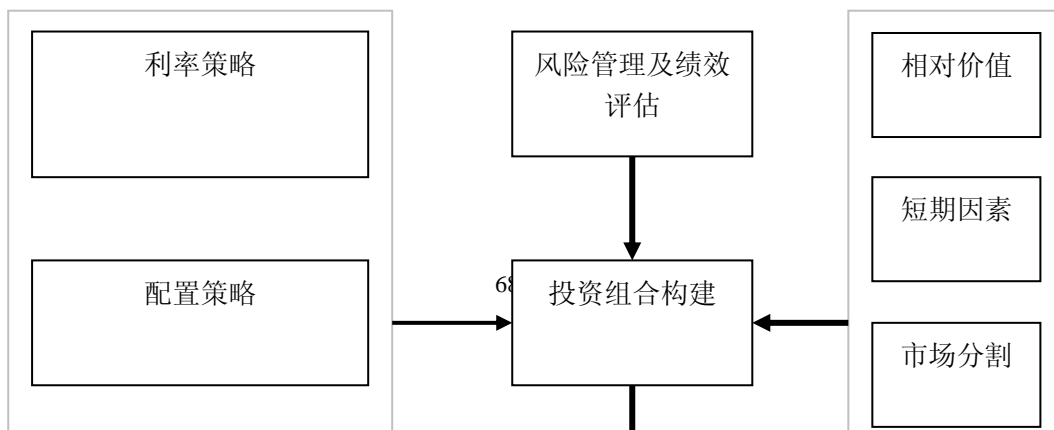 利率策略
风险管理及绩效
评估
相对价值
短期因素
配置策略
68
投资组合构建
市场分割